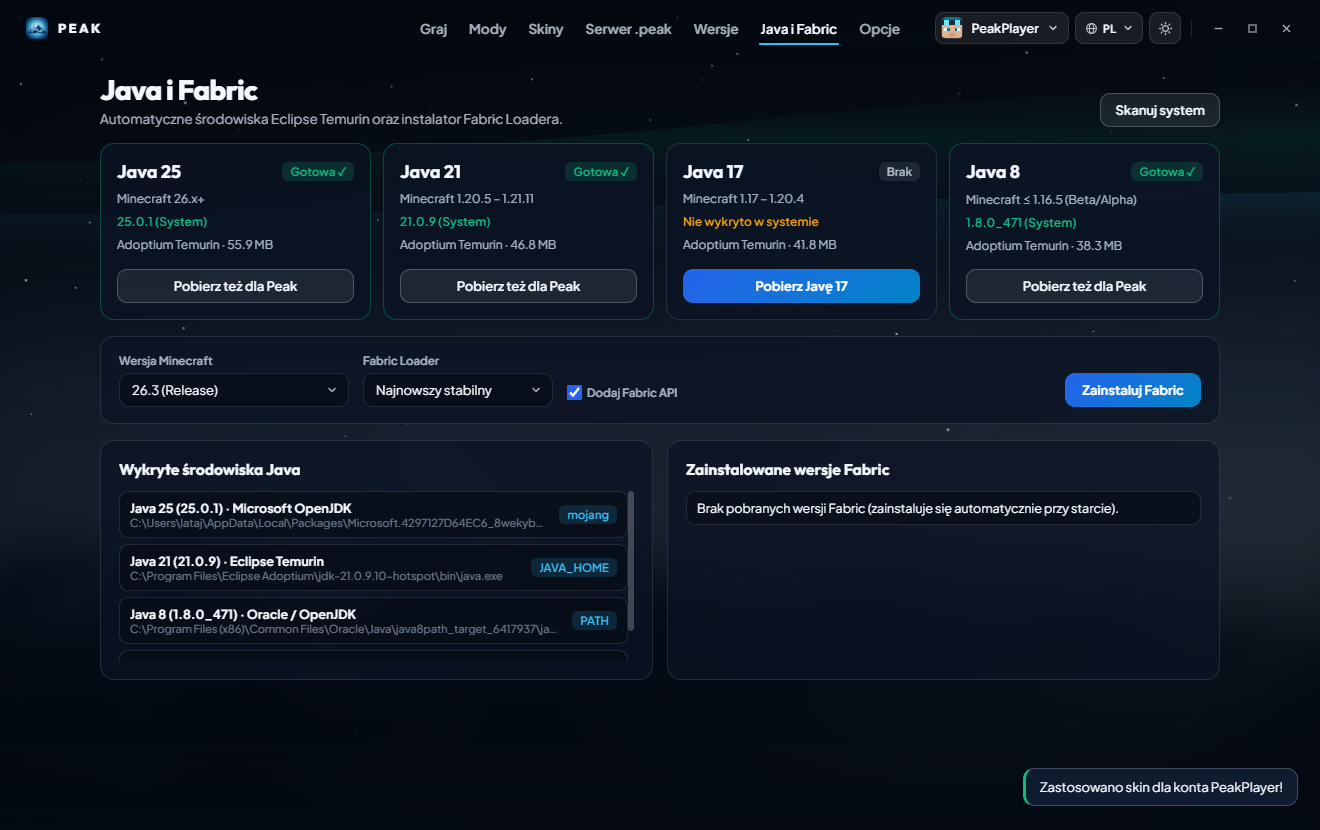 PEAK
Graj
Mody
Skiny
Serwer .peak
Wersje
Java i Fabric
Opcje
PeakPlayer
PL
Java i Fabric
Automatyczne środowiska Eclipse Temurin oraz instalator Fabric Loadera.
Skanuj system
Java 25
Gotowa ✓
Minecraft 26.x+
25.0.1 (System)
Adoptium Temurin · 55.9 MB
Pobierz też dla Peak
Java 21
Gotowa ✓
Minecraft 1.20.5 – 1.21.11
21.0.9 (System)
Adoptium Temurin · 46.8 MB
Pobierz też dla Peak
Java 17
Brak
Minecraft 1.17 – 1.20.4
Nie wykryto w systemie
Adoptium Temurin · 41.8 MB
Pobierz Javę 17
Java 8
Gotowa ✓
Minecraft ≤ 1.16.5 (Beta/Alpha)
1.8.0_471 (System)
Adoptium Temurin · 38.3 MB
Pobierz też dla Peak
Wersja Minecraft
26.3 (Release)
Fabric Loader
Najnowszy stabilny
Dodaj Fabric API
Zainstaluj Fabric
Wykryte środowiska Java
Java 25 (25.0.1) · Microsoft OpenJDK
C:\Users\lataj\AppData\Local\Packages\Microsoft.4297127D64EC6_8wekyb...
mojang
Java 21 (21.0.9) · Eclipse Temurin
C:\Program Files\Eclipse Adoptium\jdk-21.0.9.10-hotspot\bin\java.exe
JAVA_HOME
Java 8 (1.8.0_471) · Oracle / OpenJDK
C:\Program Files (x86)\Common Files\Oracle\Java\java8path_target_6417937\ja...
PATH
Zainstalowane wersje Fabric
Brak pobranych wersji Fabric (zainstaluje się automatycznie przy starcie).
Zastosowano skin dla konta PeakPlayer!